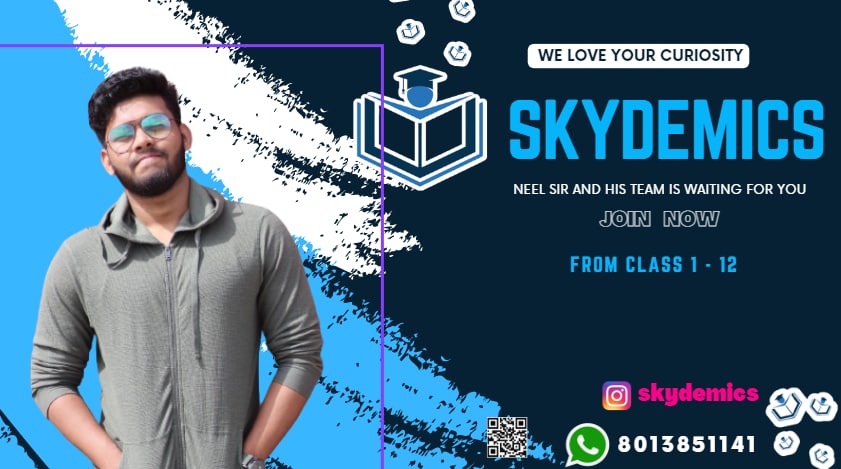 WE LOVE YOUR CURIOSITY
SKYDEMICS
NEEL SIR AND HIS TEAM IS WAITING FOR YOU
JOIN NOW
FROM CLASS 1 - 12
skydemics
8013851141